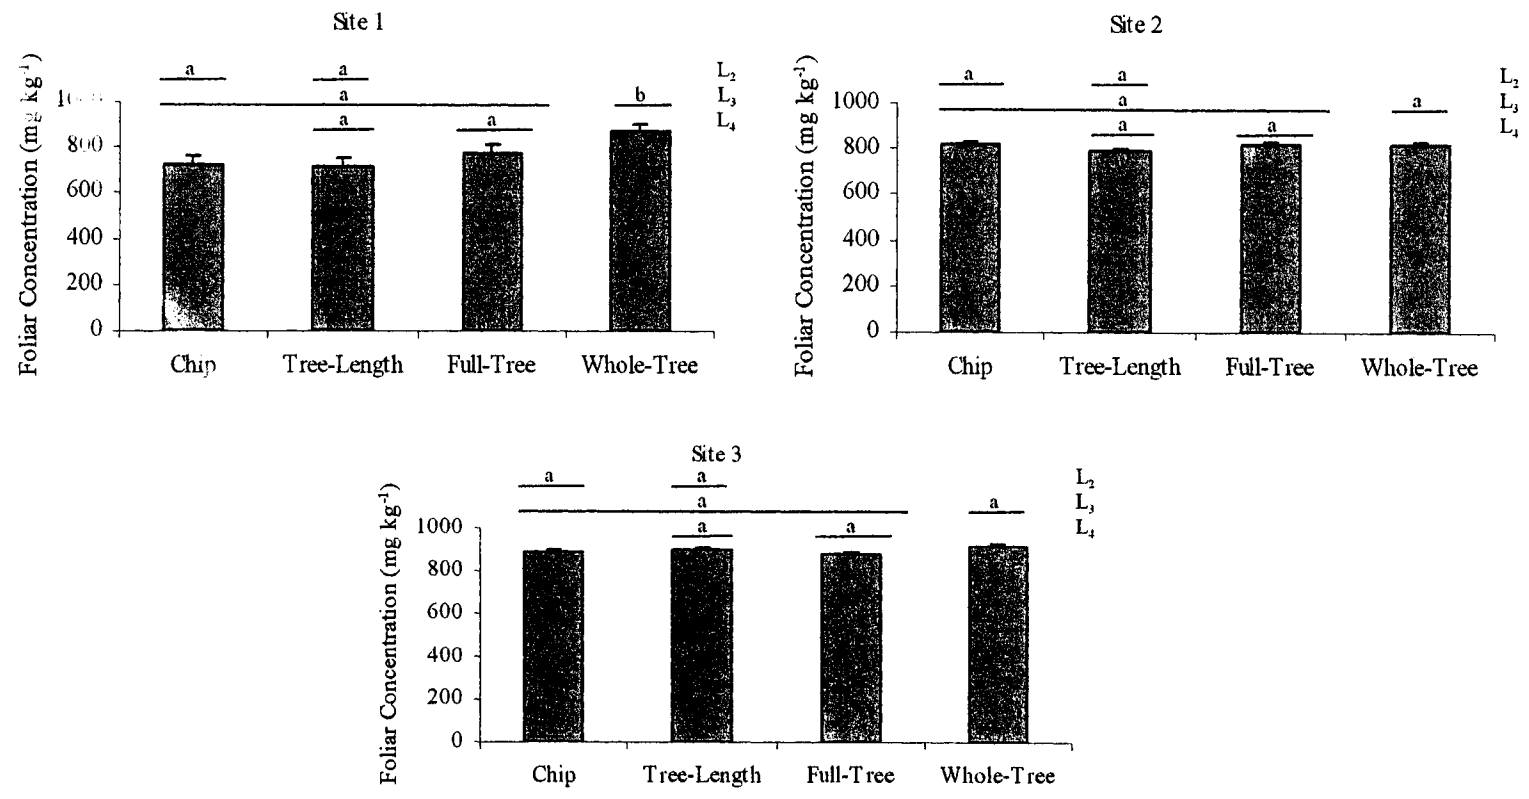 Site 1
Foliar Concentration (mg kg⁻¹)
a a L₂
a b L₃
a a L₄
800
600
400
200
0
Chip Tree-Length Full-Tree Whole-Tree
Site 2
Foliar Concentration (mg kg⁻¹)
a a L₂
a a L₃
a a L₄
1000
800
600
400
200
0
Chip Tree-Length Full-Tree Whole-Tree
Site 3
Foliar Concentration (mg kg⁻¹)
a a L₂
a a L₃
a a L₄
1000
800
600
400
200
0
Chip Tree-Length Full-Tree Whole-Tree